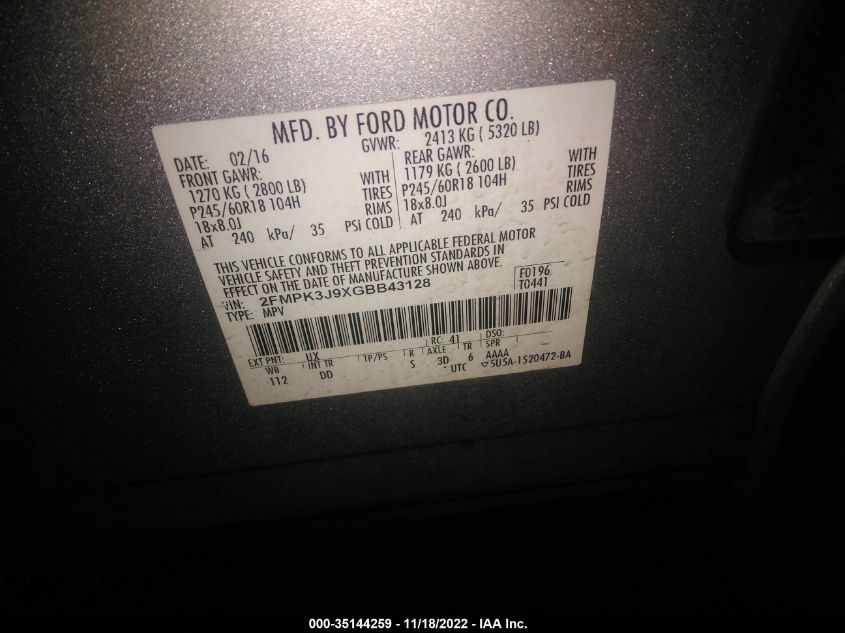 MFD. BY FORD MOTOR CO.
DATE: 02/16 GVWR: 2413 KG ( 5320 LB)
FRONT GAWR: REAR GAWR:
1270 KG ( 2800 LB) WITH 1179 KG ( 2600 LB) WITH
P245/60R18 104H TIRES P245/60R18 104H TIRES
18x8.0J RIMS 18x8.0J RIMS
AT 240 kPa/ 35 PSI COLD AT 240 kPa/ 35 PSI COLD
THIS VEHICLE CONFORMS TO ALL APPLICABLE FEDERAL MOTOR
VEHICLE SAFETY AND THEFT PREVENTION STANDARDS IN
EFFECT ON THE DATE OF MANUFACTURE SHOWN ABOVE.
VIN: 2FMPK3J9XGBB43128 F0196
TYPE: MPV T0441
EXT PNT: UX RC: 41 DSO:
WB INT TR TP/PS R AXLE TR SPR
112 DD S 3D 6 AAAA
UTC ▽5U5A-1520472-BA
000-35144259 - 11/18/2022 - IAA Inc.